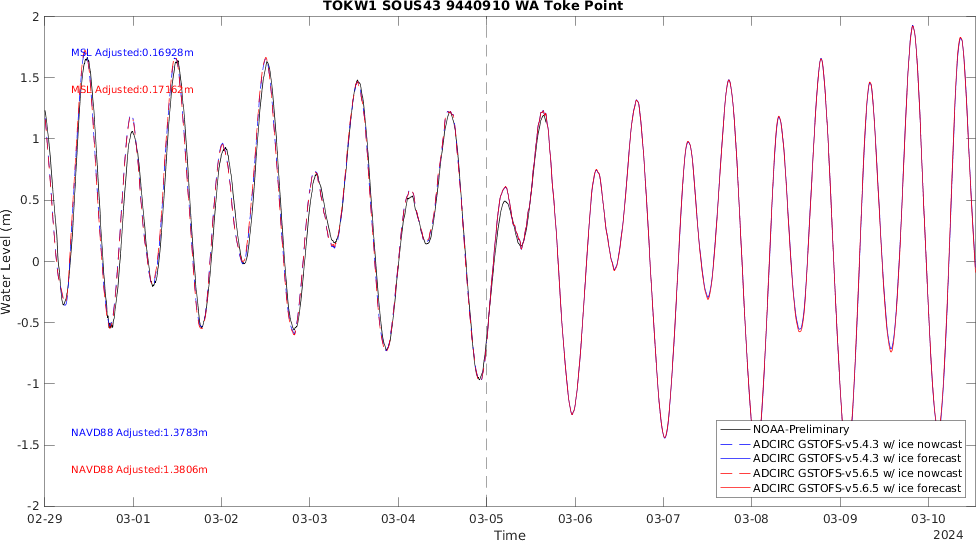 TOKW1 SOUS43 9440910 WA Toke Point
Water Level (m)
2
1.5
1
0.5
0
-0.5
-1
-1.5
-2
MSL Adjusted:0.16928m
MSL Adjusted:0.17162m
NAVD88 Adjusted:1.3783m
NAVD88 Adjusted:1.3806m
NOAA-Preliminary
ADCIRC GSTOFS-v5.4.3 w/ ice nowcast
ADCIRC GSTOFS-v5.4.3 w/ ice forecast
ADCIRC GSTOFS-v5.6.5 w/ ice nowcast
ADCIRC GSTOFS-v5.6.5 w/ ice forecast
02-29 03-01 03-02 03-03 03-04 03-05 03-06 03-07 03-08 03-09 03-10
Time
2024